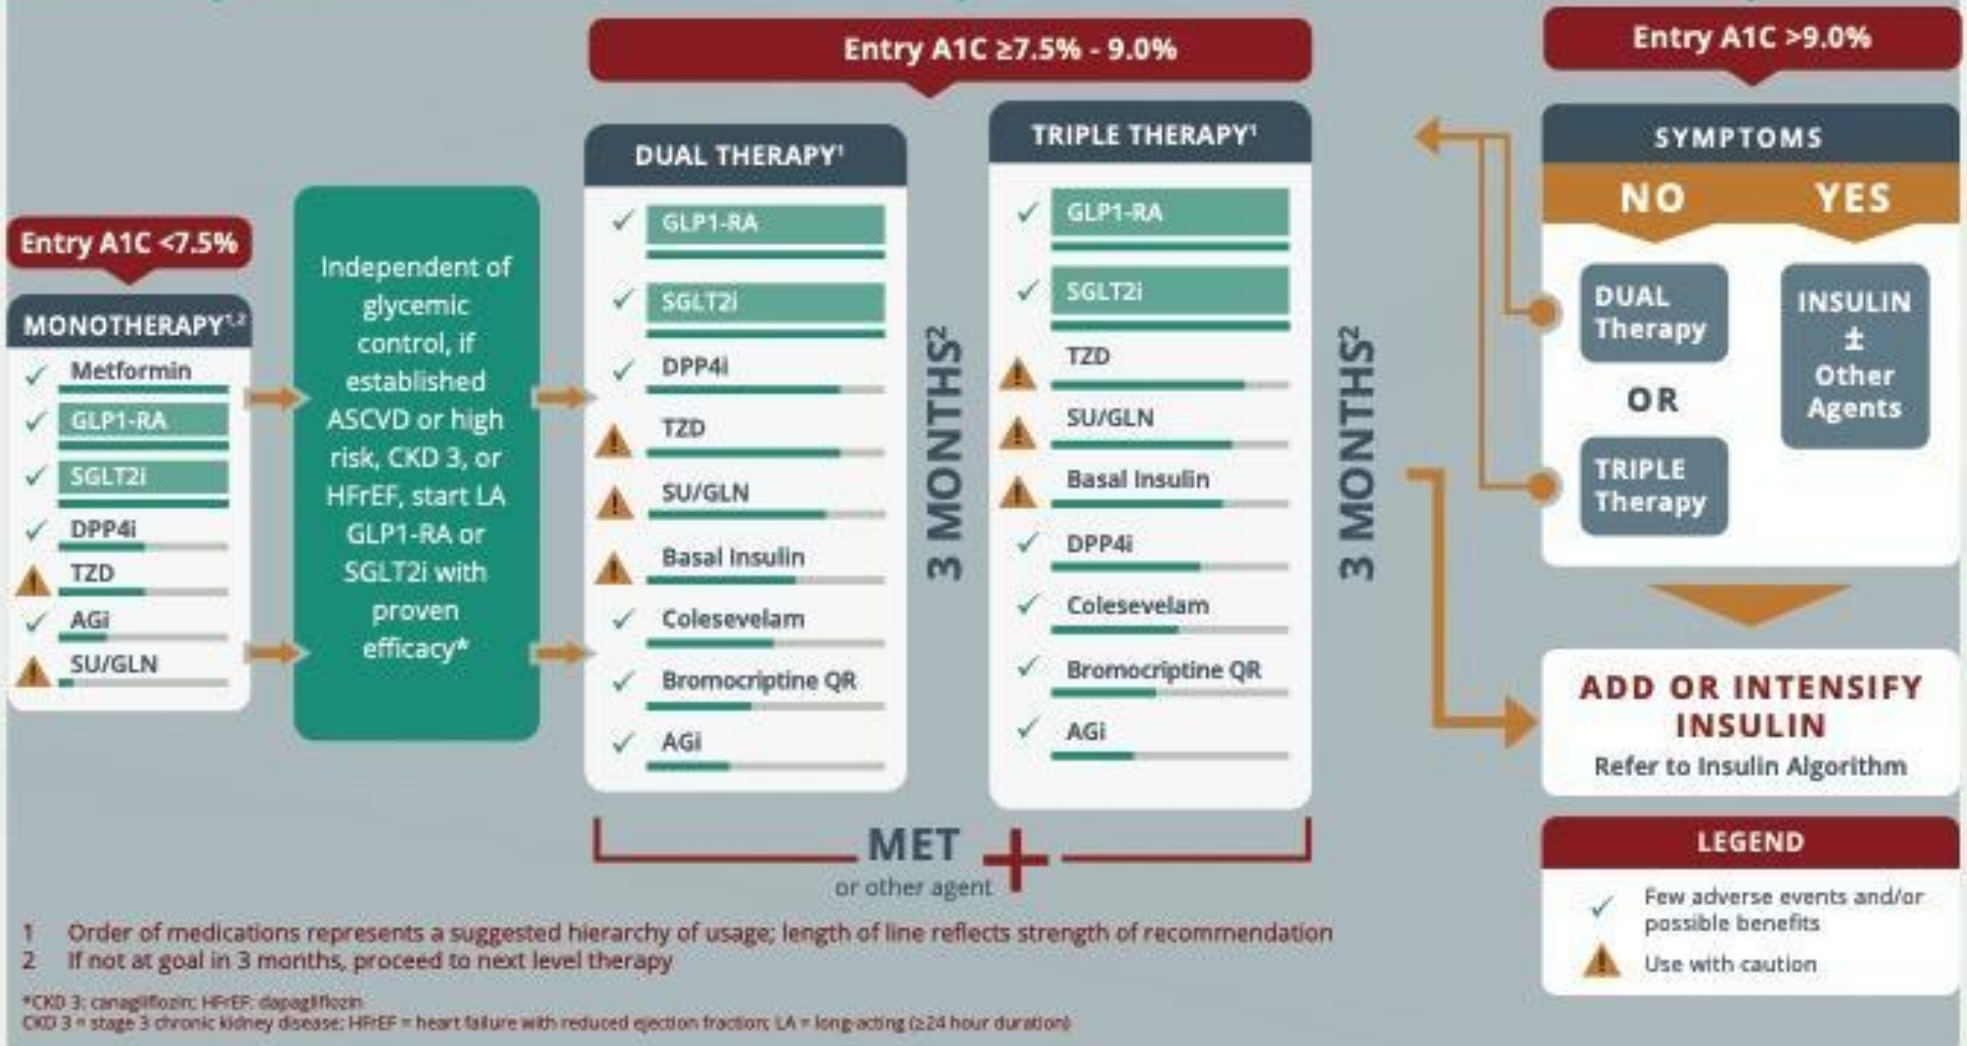 Entry A1C <7.5%
MONOTHERAPY1,2
Metformin
GLP1-RA
SGLT2i
DPP4i
TZD
AGi
SU/GLN
Independent of
glycemic
control, if
established
ASCVD or high
risk, CKD 3, or
HFrEF, start LA
GLP1-RA or
SGLT2i with
proven
efficacy*
Entry A1C ≥7.5% - 9.0%
DUAL THERAPY1
GLP1-RA
SGLT2i
DPP4i
TZD
SU/GLN
Basal Insulin
Colesevelam
Bromocriptine QR
AGi
3 MONTHS2
TRIPLE THERAPY1
GLP1-RA
SGLT2i
TZD
SU/GLN
Basal Insulin
DPP4i
Colesevelam
Bromocriptine QR
AGi
3 MONTHS2
MET
or other agent
Entry A1C >9.0%
SYMPTOMS
NO YES
DUAL
Therapy
OR
TRIPLE
Therapy
INSULIN
±
Other
Agents
ADD OR INTENSIFY
INSULIN
Refer to Insulin Algorithm
LEGEND
Few adverse events and/or
possible benefits
Use with caution
1 Order of medications represents a suggested hierarchy of usage; length of line reflects strength of recommendation
2 If not at goal in 3 months, proceed to next level therapy
*CKD 3: canagliflozin; HFrEF: dapagliflozin
CKD 3 = stage 3 chronic kidney disease; HFrEF = heart failure with reduced ejection fraction; LA = long-acting (≥24 hour duration)